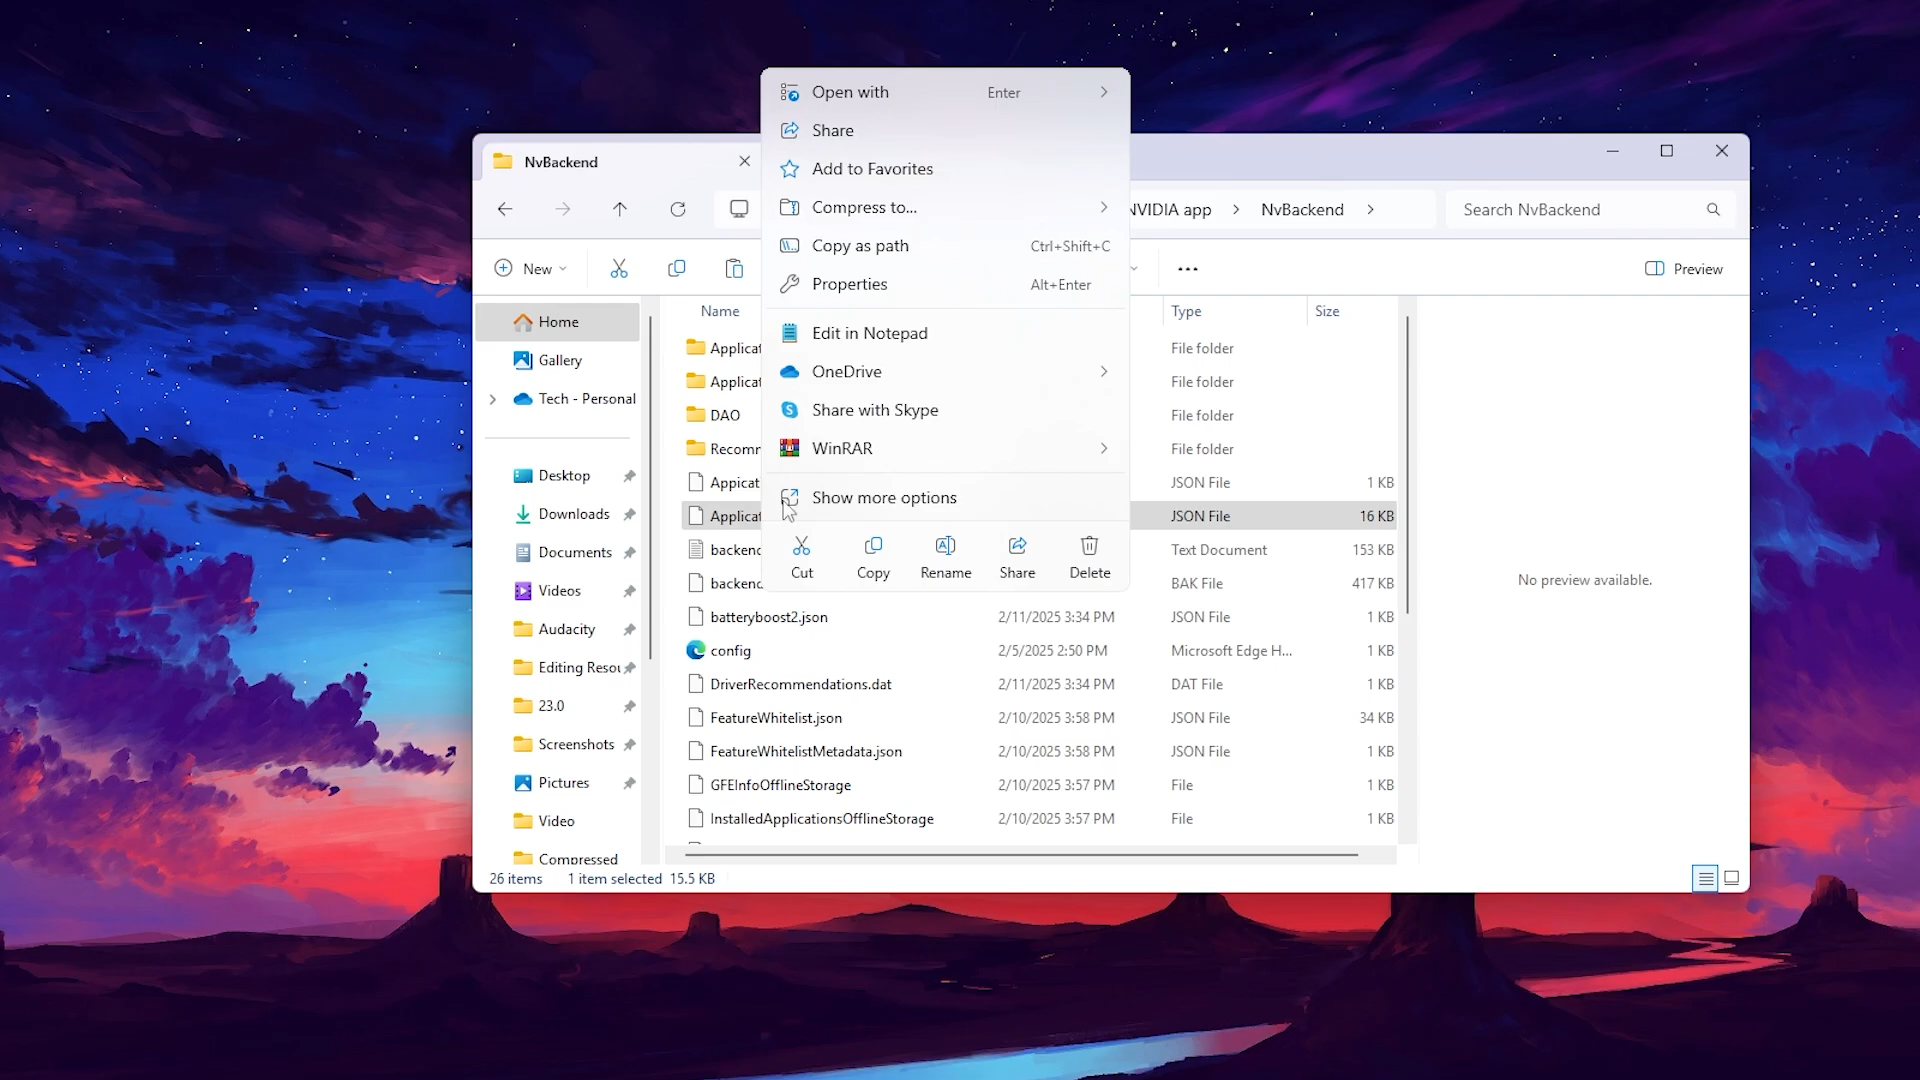 Open with Enter
Share
Add to Favorites
Compress to...
Copy as path Ctrl+Shift+C
Properties Alt+Enter
Edit in Notepad
OneDrive
Share with Skype
WinRAR
Show more options
Cut Copy Rename Share Delete
NvBackend
NVIDIA app NvBackend Search NvBackend
New Preview
Home
Gallery
Tech - Personal
Desktop
Downloads
Documents
Videos
Audacity
23.0
Screenshots
Pictures
Video
Compressed
Name Type Size
Applicat File folder
Applicat File folder
DAO File folder
Recomm File folder
Appicat JSON File 1 KB
Applicat JSON File 16 KB
backend Text Document 153 KB
backend BAK File 417 KB
batteryboost2.json 2/11/2025 3:34 PM JSON File 1 KB
config 2/5/2025 2:50 PM Microsoft Edge H... 1 KB
DriverRecommendations.dat 2/11/2025 3:34 PM DAT File 1 KB
FeatureWhitelist.json 2/10/2025 3:58 PM JSON File 34 KB
FeatureWhitelistMetadata.json 2/10/2025 3:58 PM JSON File 1 KB
GFEInfoOfflineStorage 2/10/2025 3:57 PM File 1 KB
InstalledApplicationsOfflineStorage 2/10/2025 3:57 PM File 1 KB
No preview available.
26 items 1 item selected 15.5 KB